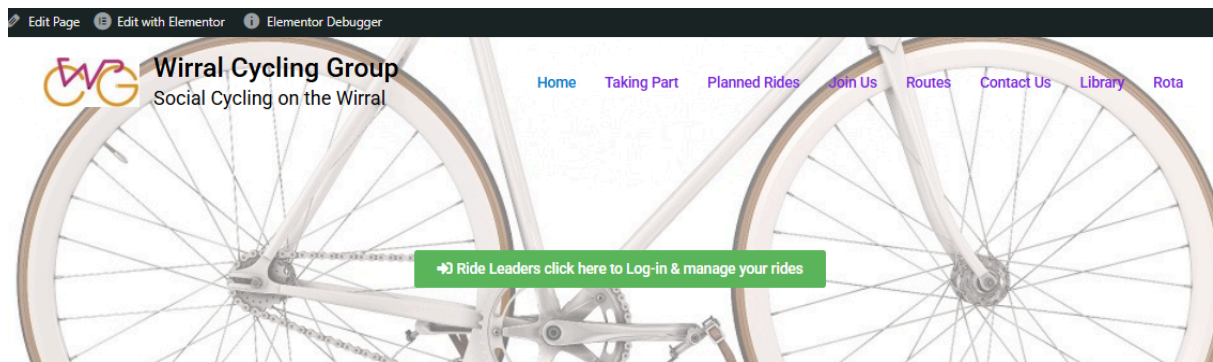 Edit Page Edit with Elementor Elementor Debugger
CWG
Wirral Cycling Group
Social Cycling on the Wirral
Home Taking Part Planned Rides Join Us Routes Contact Us Library Rota
Ride Leaders click here to Log-in & manage your rides